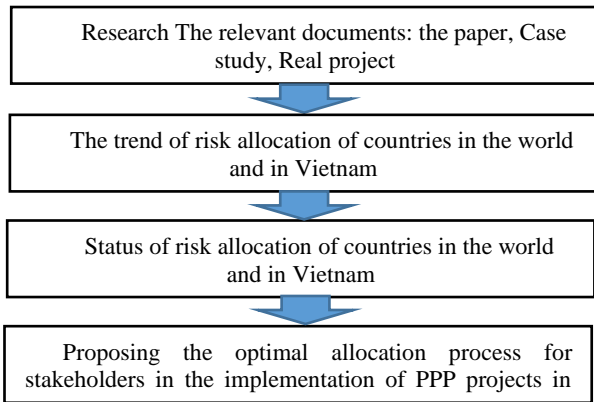 Research The relevant documents: the paper, Case
study, Real project
The trend of risk allocation of countries in the world
and in Vietnam
Status of risk allocation of countries in the world
and in Vietnam
Proposing the optimal allocation process for
stakeholders in the implementation of PPP projects in